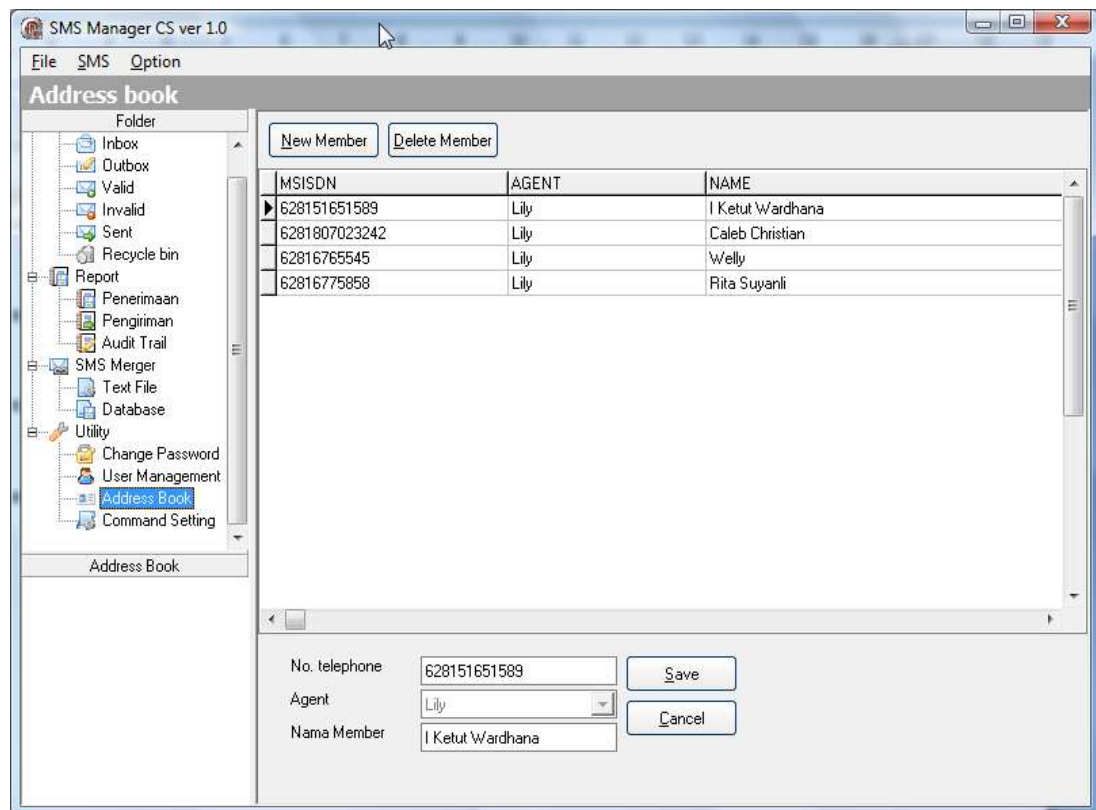 SMS Manager CS ver 1.0
File SMS Option
Address book
Folder
Inbox
Outbox
Valid
Invalid
Sent
Recycle bin
Report
Penerimaan
Pengiriman
Audit Trail
SMS Merger
Text File
Database
Utility
Change Password
User Management
Address Book
Command Setting
Address Book
New Member Delete Member
MSISDN AGENT NAME
628151651589 Lily I Ketut Wardhana
6281807023242 Lily Caleb Christian
62816765545 Lily Welly
62816775858 Lily Rita Suyanli
No. telephone 628151651589 Save
Agent Lily Cancel
Nama Member I Ketut Wardhana